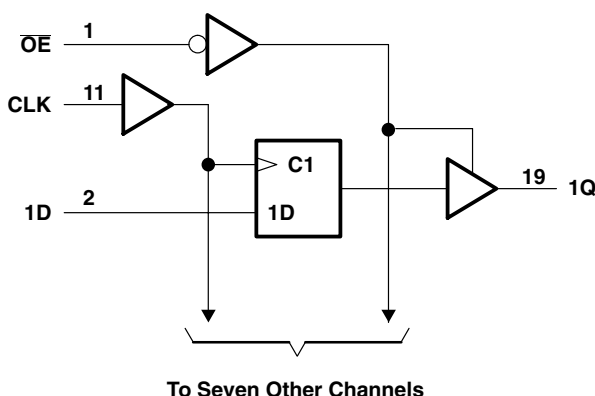 OE 1
CLK 11
C1
1D 2
1D
19 1Q
To Seven Other Channels